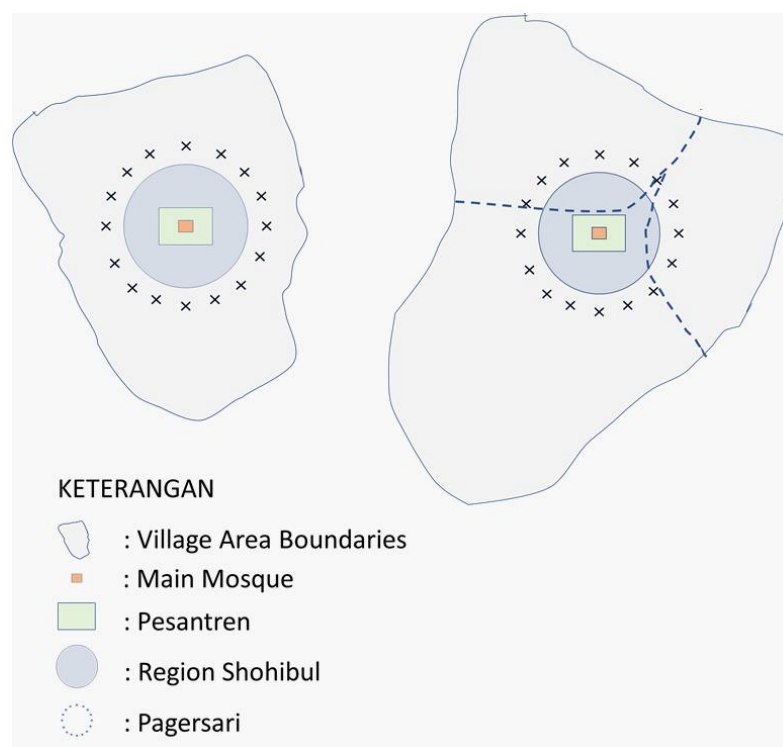 KETERANGAN
: Village Area Boundaries
: Main Mosque
: Pesantren
: Region Shohibul
: Pagersari